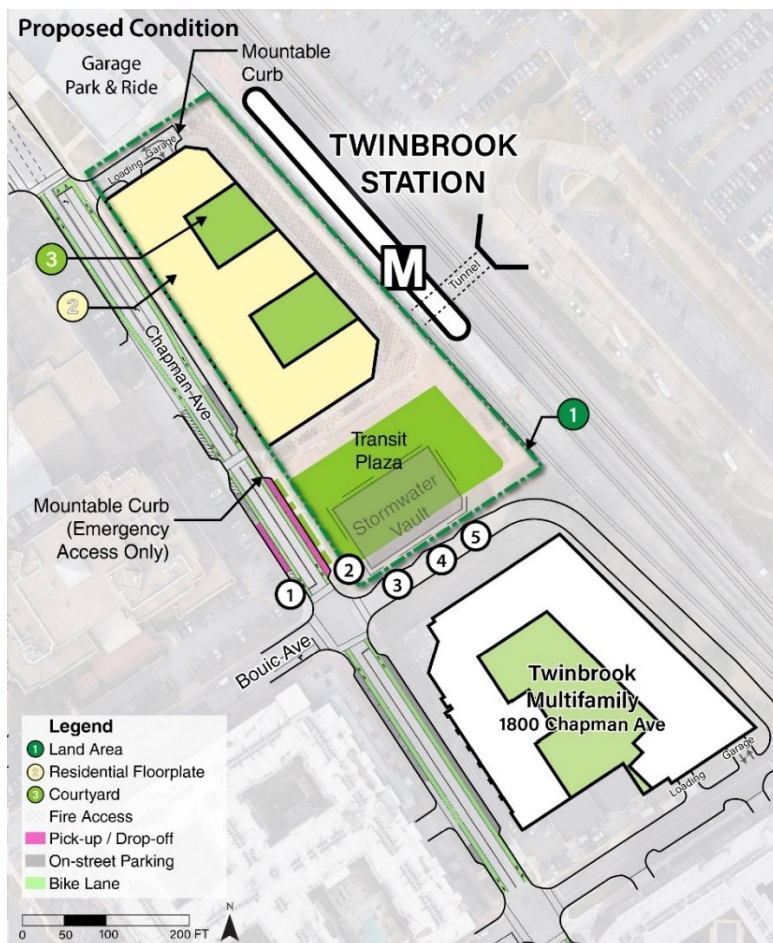 Proposed Condition
Garage
Park & Ride
Mountable
Curb
Loading
Garage
TWINBROOK
STATION
M
Tunnel
3
2
Chapman Ave
1
Transit
Plaza
Stormwater
Vault
Mountable Curb
(Emergency
Access Only)
1
2
3
4
5
Bouic Ave
Twinbrook
Multifamily
1800 Chapman Ave
Loading
Garage
Legend
1 Land Area
2 Residential Floorplate
3 Courtyard
Fire Access
Pick-up / Drop-off
On-street Parking
Bike Lane
0 50 100 200 FT
N